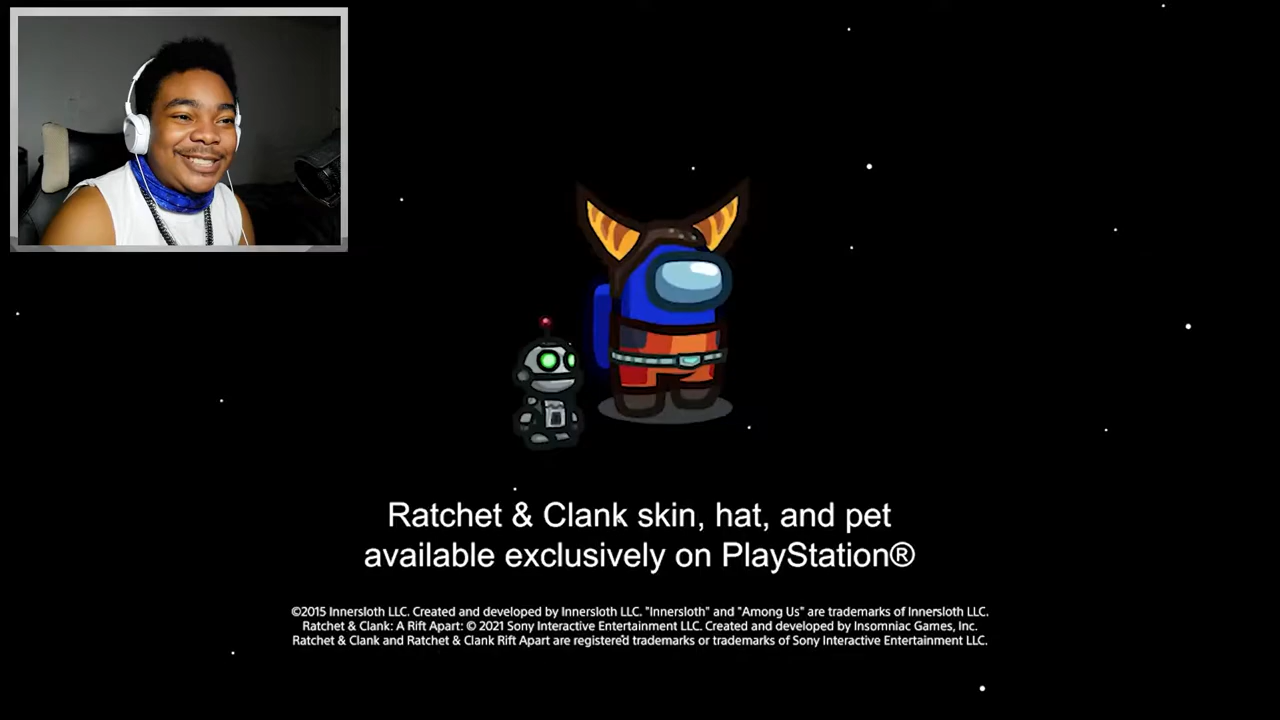 Ratchet & Clank skin, hat, and pet
available exclusively on PlayStation®
©2015 Innersloth LLC. Created and developed by Innersloth LLC. "Innersloth" and "Among Us" are trademarks of Innersloth LLC.
Ratchet & Clank: A Rift Apart: © 2021 Sony Interactive Entertainment LLC. Created and developed by Insomniac Games, Inc.
Ratchet & Clank and Ratchet & Clank Rift Apart are registered trademarks or trademarks of Sony Interactive Entertainment LLC.